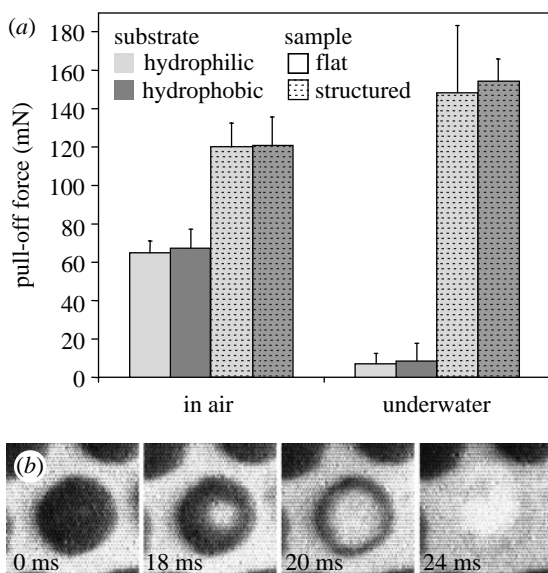 (a)
180
160
140
120
100
80
60
40
20
0
pull-off force (mN)
substrate sample
hydrophilic flat
hydrophobic structured
in air underwater
(b)
0 ms 18 ms 20 ms 24 ms